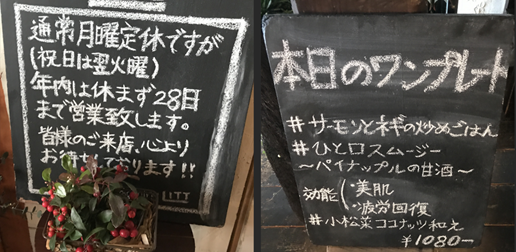 通常月曜定休ですが
(祝日は翌火曜)
年内は休まず28日
まで営業致します。
皆様のご来店、心より
お待ちしております!!
LITT
本日のワンプレート
#サーモンとネギの炒めごはん
#ひと口スムージー
~パイナップルの甘酒~
効能(・美肌
・疲労回復
#小松菜ココナッツ和え
¥1080-